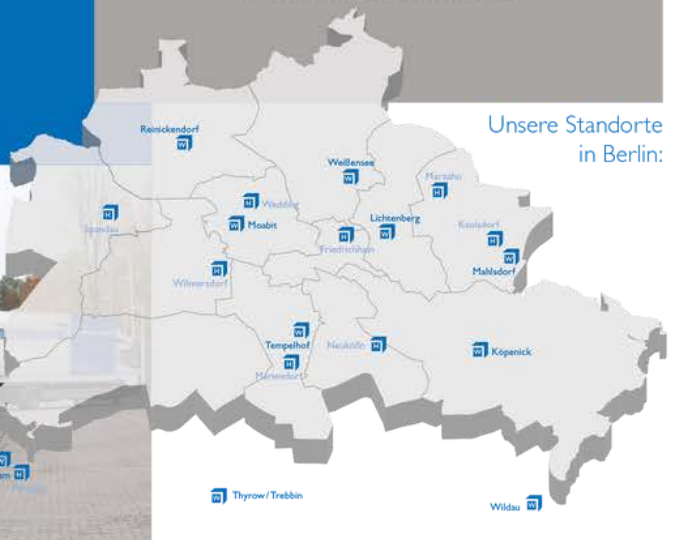 Unsere Standorte
in Berlin:
Reinickendorf
W
Weißensee
W
Marzahn
H
H
Wedding
W
Moabit
Spandau
H
Lichtenberg
W
Friedrichhain
H
Kaulsdorf
H
W
Mahlsdorf
H
Wilmersdorf
W
Tempelhof
H
Mariendorf
Neukölln
H
W
Köpenick
W
H
W
Thyrow/Trebbin
Wildau
W